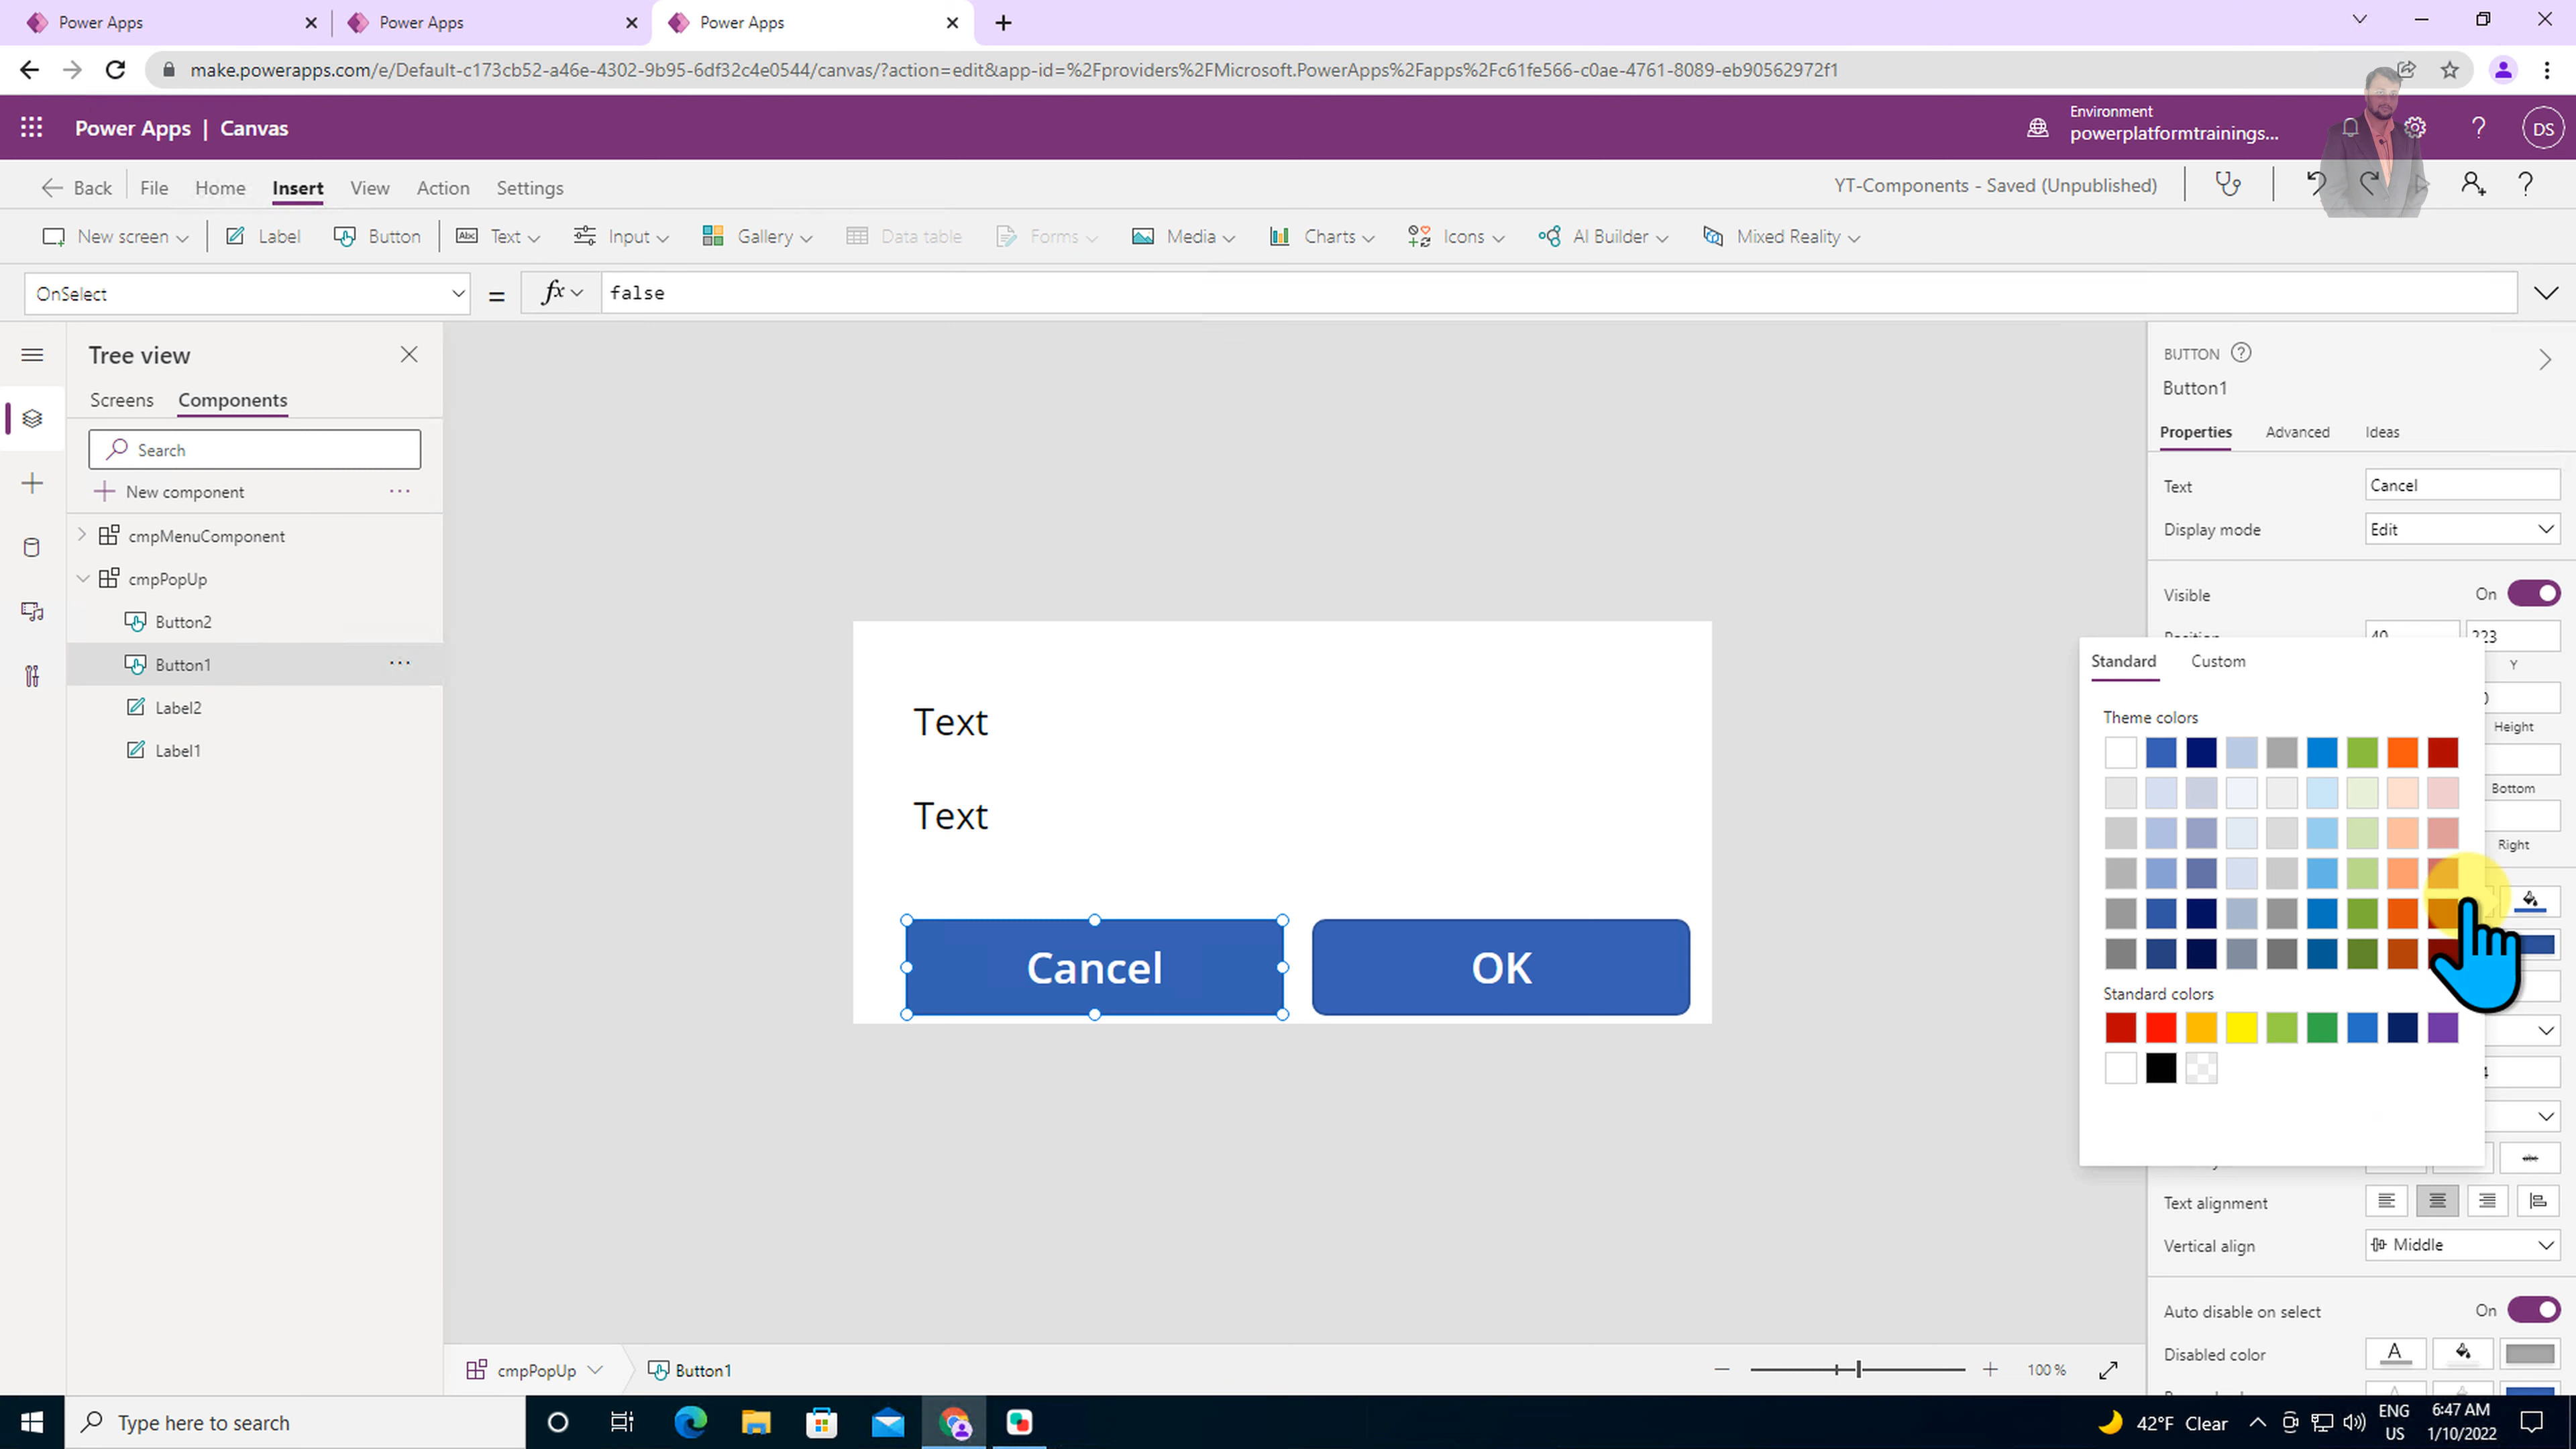 Power Apps
Power Apps
Power Apps
make.powerapps.com/e/Default-c173cb52-a46e-4302-9b95-6df32c4e0544/canvas/?action=edit&app-id=%2Fproviders%2FMicrosoft.PowerApps%2Fapps%2Fc61fe566-c0ae-4761-8089-eb90562972f1
Power Apps | Canvas
Environment
powerplatformtrainings...
DS
Back File Home Insert View Action Settings
YT-Components - Saved (Unpublished)
New screen Label Button Text Input Gallery Data table Forms Media Charts Icons AI Builder Mixed Reality
OnSelect = fx false
Tree view
Screens Components
Search
New component
cmpMenuComponent
cmpPopUp
Button2
Button1
Label2
Label1
Text
Text
Cancel OK
BUTTON
Button1
Properties Advanced Ideas
Text Cancel
Display mode Edit
Visible On
40 223
Y
Standard Custom
Theme colors
Height
Bottom
Right
Standard colors
Text alignment
Vertical align Middle
Auto disable on select On
Disabled color
cmpPopUp Button1
100 %
Type here to search
42°F Clear
ENG
US
6:47 AM
1/10/2022